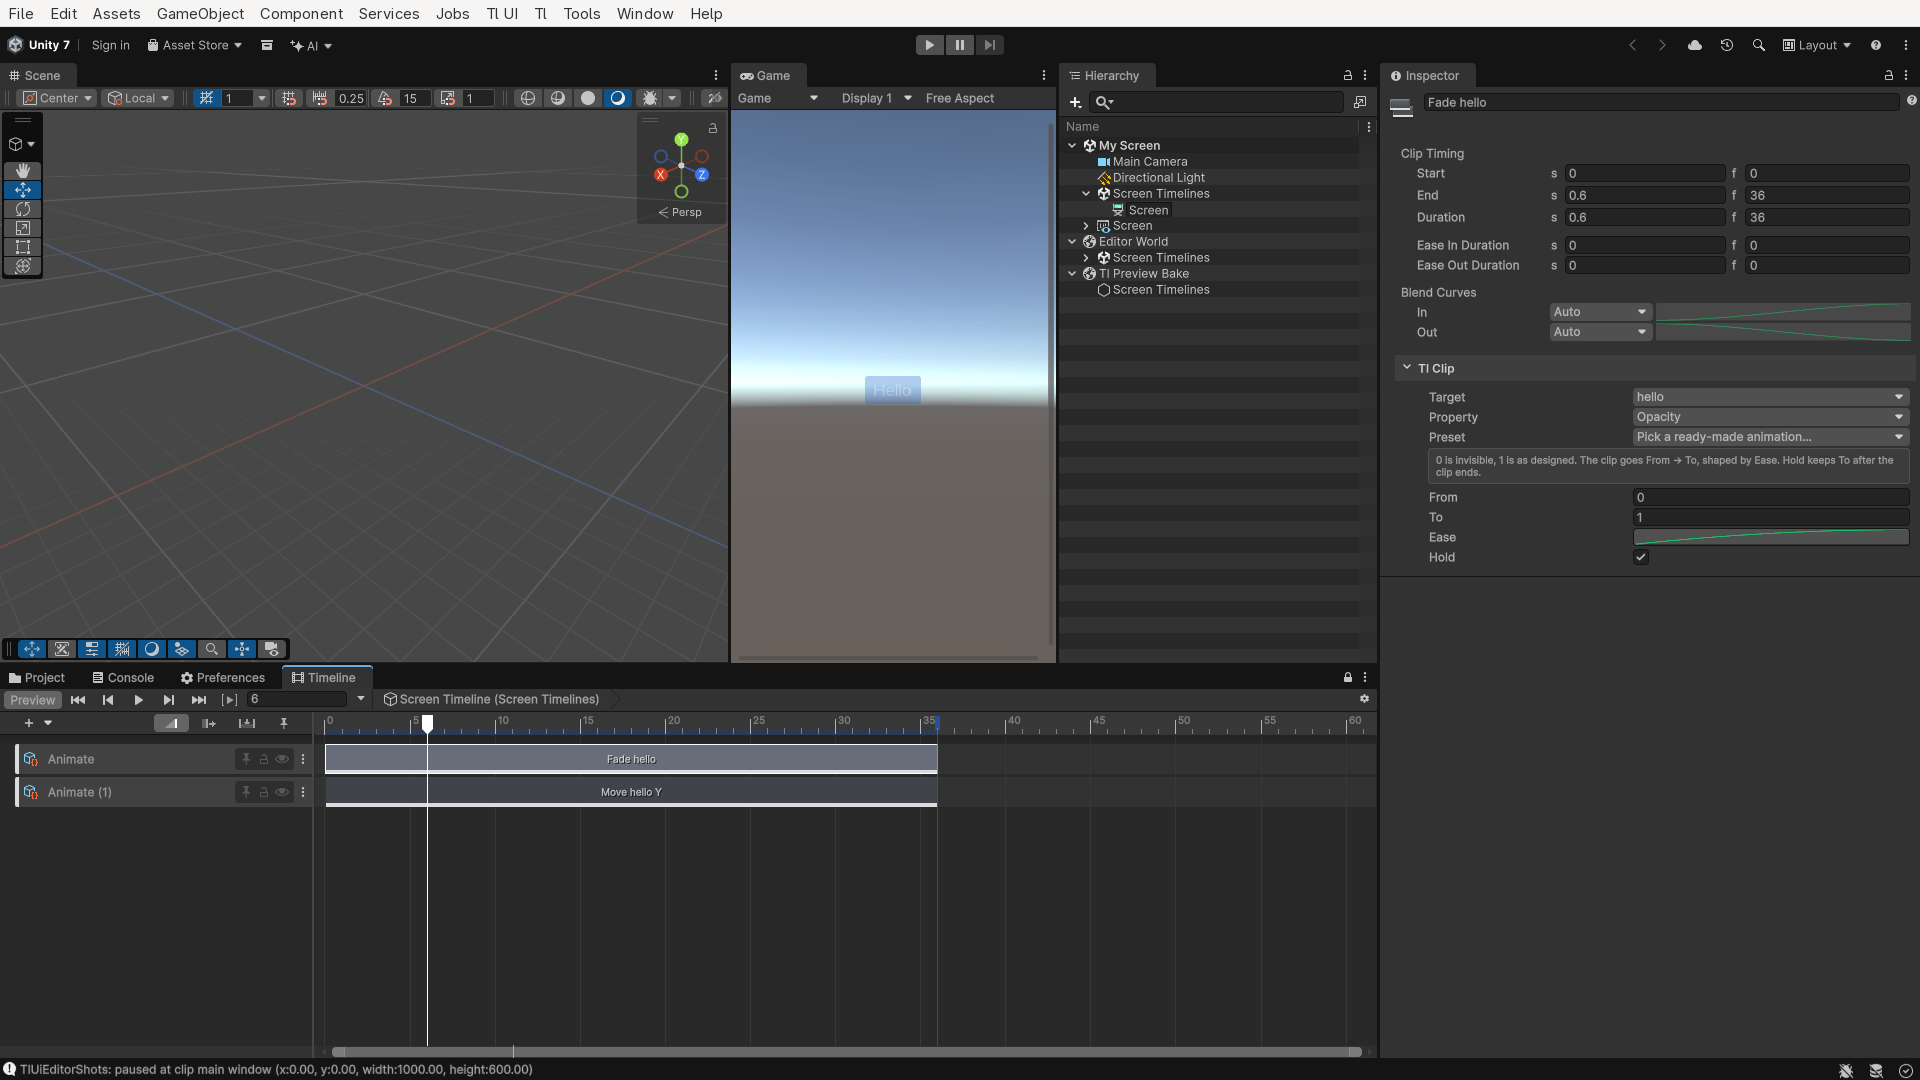 File Edit Assets GameObject Component Services Jobs Tl UI Tl Tools Window Help
Unity 7 Sign in Asset Store AI Layout
Scene
Center Local 1 0.25 15 1
Y
X Z
Persp
Game
Game Display 1 Free Aspect
Hello
Hierarchy
Name
My Screen
Main Camera
Directional Light
Screen Timelines
Screen
Screen
Editor World
Screen Timelines
Tl Preview Bake
Screen Timelines
Inspector
Fade hello
Clip Timing
Start s 0 f 0
End s 0.6 f 36
Duration s 0.6 f 36
Ease In Duration s 0 f 0
Ease Out Duration s 0 f 0
Blend Curves
In Auto
Out Auto
Tl Clip
Target hello
Property Opacity
Preset Pick a ready-made animation...
0 is invisible, 1 is as designed. The clip goes From → To, shaped by Ease. Hold keeps To after the
clip ends.
From 0
To 1
Ease
Hold
Project Console Preferences Timeline
Preview 6 Screen Timeline (Screen Timelines)
0 5 10 15 20 25 30 35 40 45 50 55 60
Animate Fade hello
Animate (1) Move hello Y
TlUiEditorShots: paused at clip main window (x:0.00, y:0.00, width:1000.00, height:600.00)